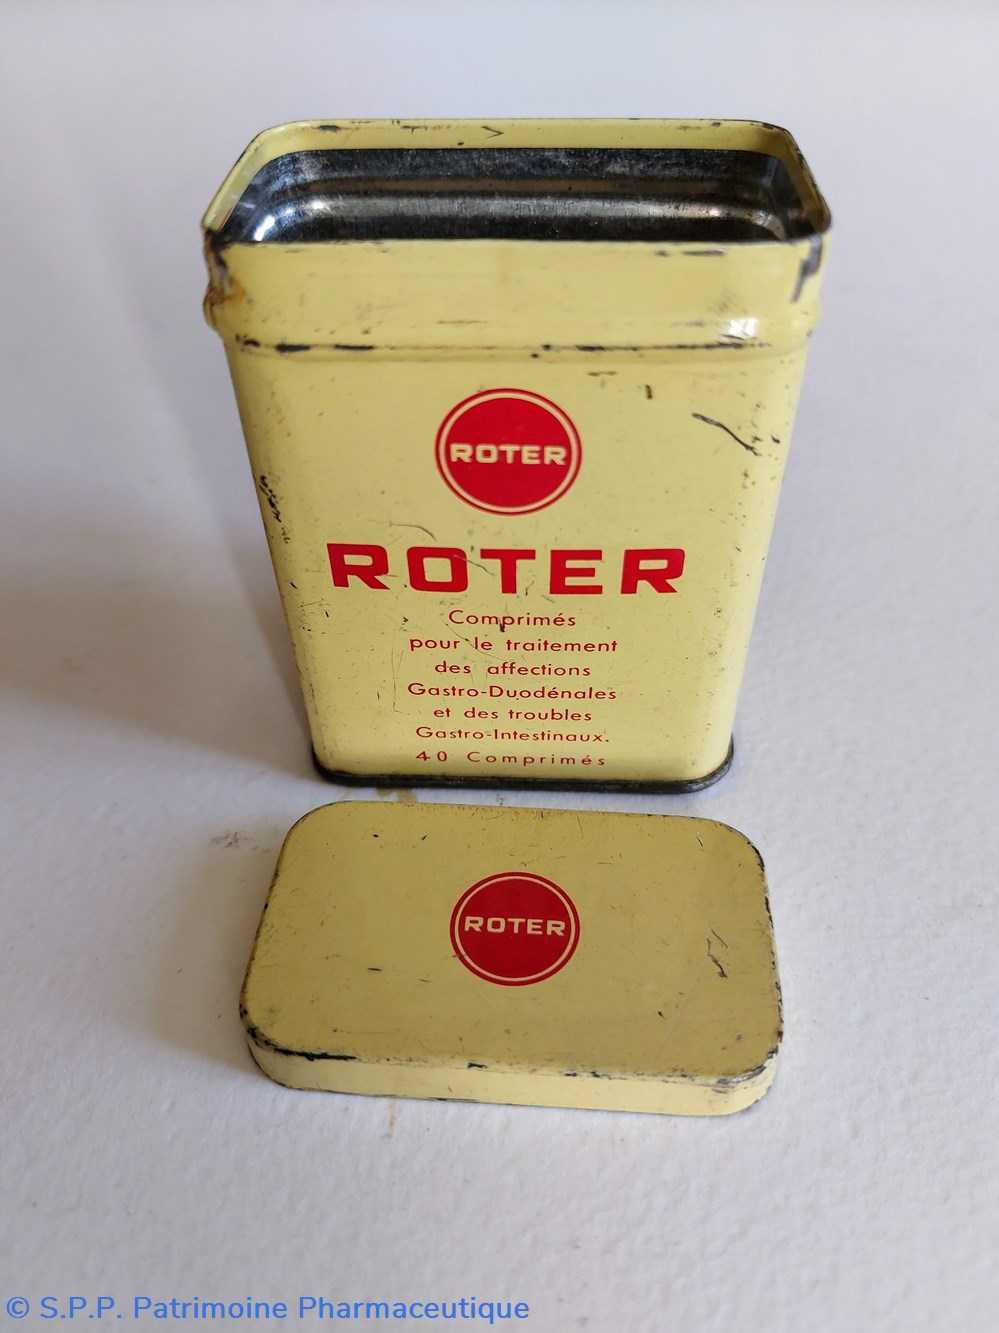 ROTER
ROTER
Comprimés
pour le traitement
des affections
Gastro-Duodénales
et des troubles
Gastro-Intestinaux.
40 Comprimés
ROTER
© S.P.P. Patrimoine Pharmaceutique